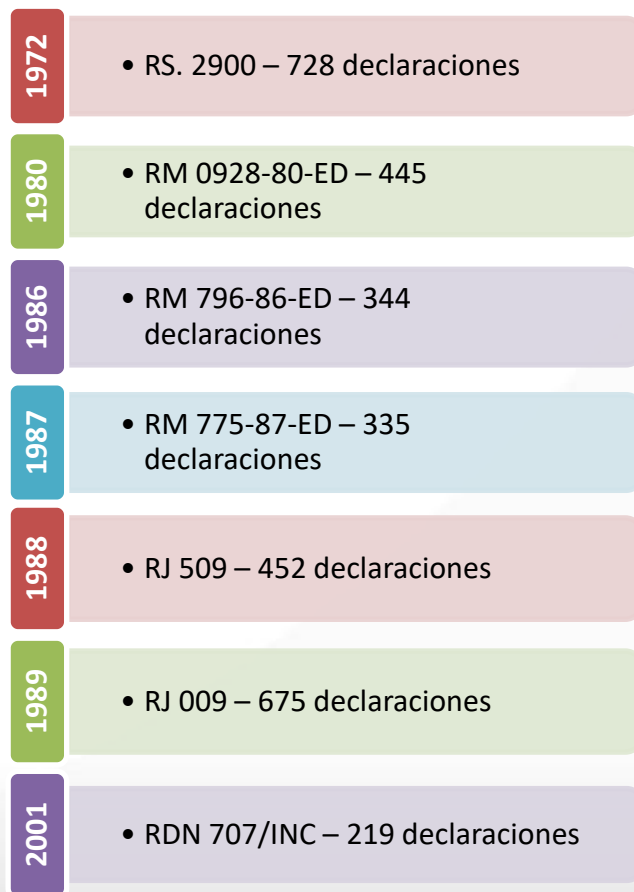 1972
• RS. 2900 – 728 declaraciones
1980
• RM 0928-80-ED – 445
declaraciones
1986
• RM 796-86-ED – 344
declaraciones
1987
• RM 775-87-ED – 335
declaraciones
1988
• RJ 509 – 452 declaraciones
1989
• RJ 009 – 675 declaraciones
2001
• RDN 707/INC – 219 declaraciones